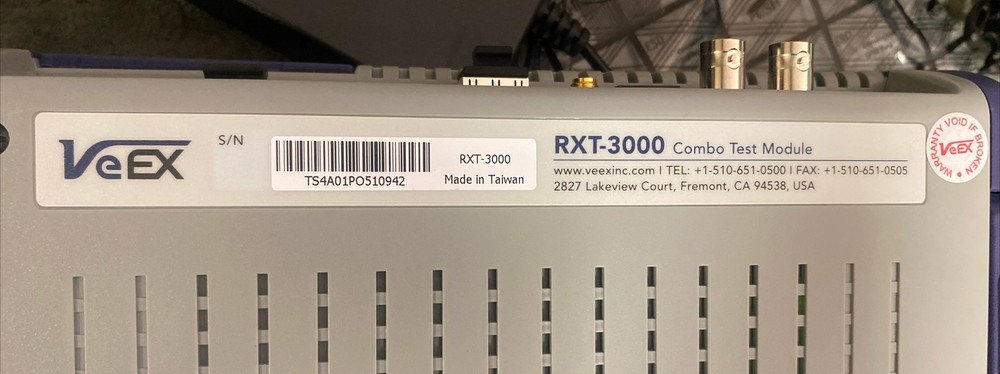 VeEX
S/N
TS4A01PO510942
RXT-3000
Made in Taiwan
RXT-3000 Combo Test Module
www.veexinc.com I TEL: +1-510-651-0500 I FAX: +1-510-651-0505
2827 Lakeview Court, Fremont, CA 94538, USA
WARRANTY VOID IF BROKEN
VeEX